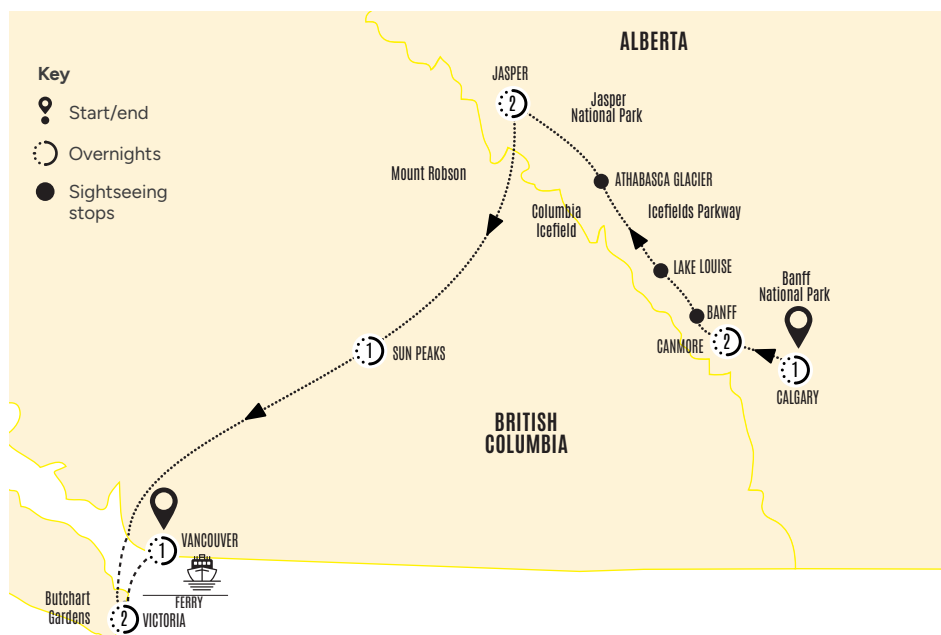 ALBERTA
Key
Start/end
Overnights
Sightseeing
stops
JASPER
2
Jasper
National Park
Mount Robson
ATHABASCA GLACIER
Columbia
Icefield
Icefields Parkway
LAKE LOUISE
Banff
National Park
BANFF
CANMORE
2
1
CALGARY
1
SUN PEAKS
BRITISH
COLUMBIA
1
VANCOUVER
FERRY
Butchart
Gardens
2
VICTORIA